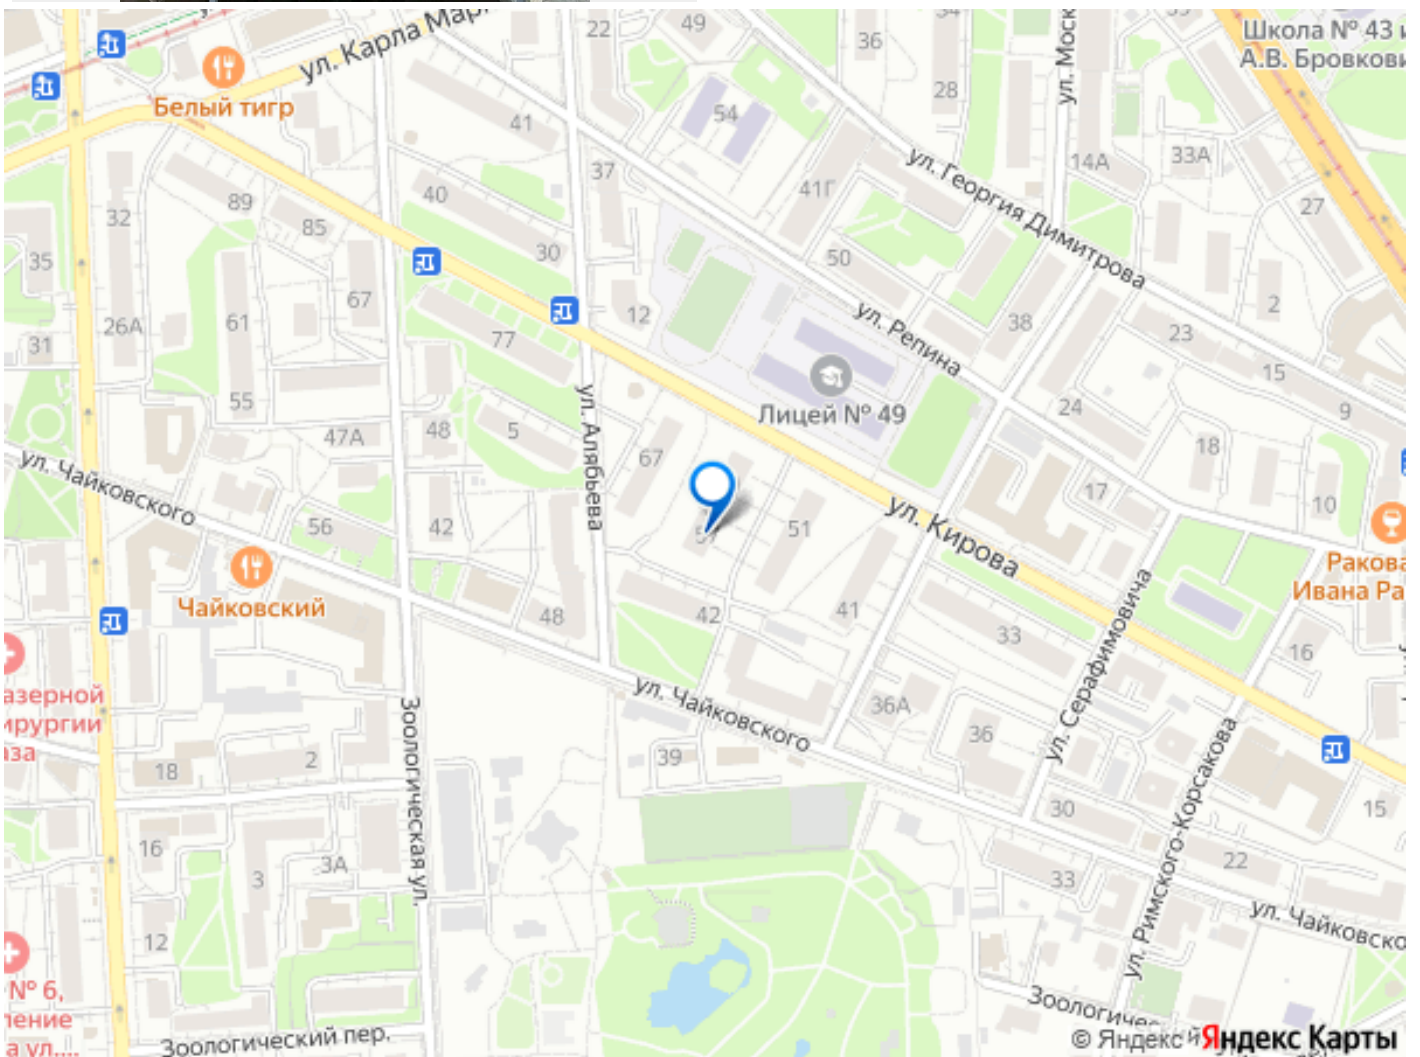 ул. Карла Мар
22
49
34
36
ул. Моск
Школа № 43 и
А.В. Бровкови
Белый тигр
41
54
28
37
14А
33А
ул. Георгия Димитрова
89
40
41Г
27
32
85
30
50
35
67
12
2
26А
61
77
ул. Репина
38
23
31
15
55
ул. Алябьева
Лицей № 49
24
9
47А
48
5
67
18
ул. Чайковского
17
10
56
42
51
ул. Кирова
Ракова
Ивана Ра
Чайковский
48
42
41
33
ул. Серафимовича
16
азерной
ирургии
аза
Зоологическая ул.
ул. Чайковского
36А
36
39
18
2
30
15
ул. Римского-Корсакова
16
3А
3
33
22
12
ул. Чайковско
№ 6,
ление
а ул....
Зоологический пер.
Зоологический
© Яндекс Яндекс Карты